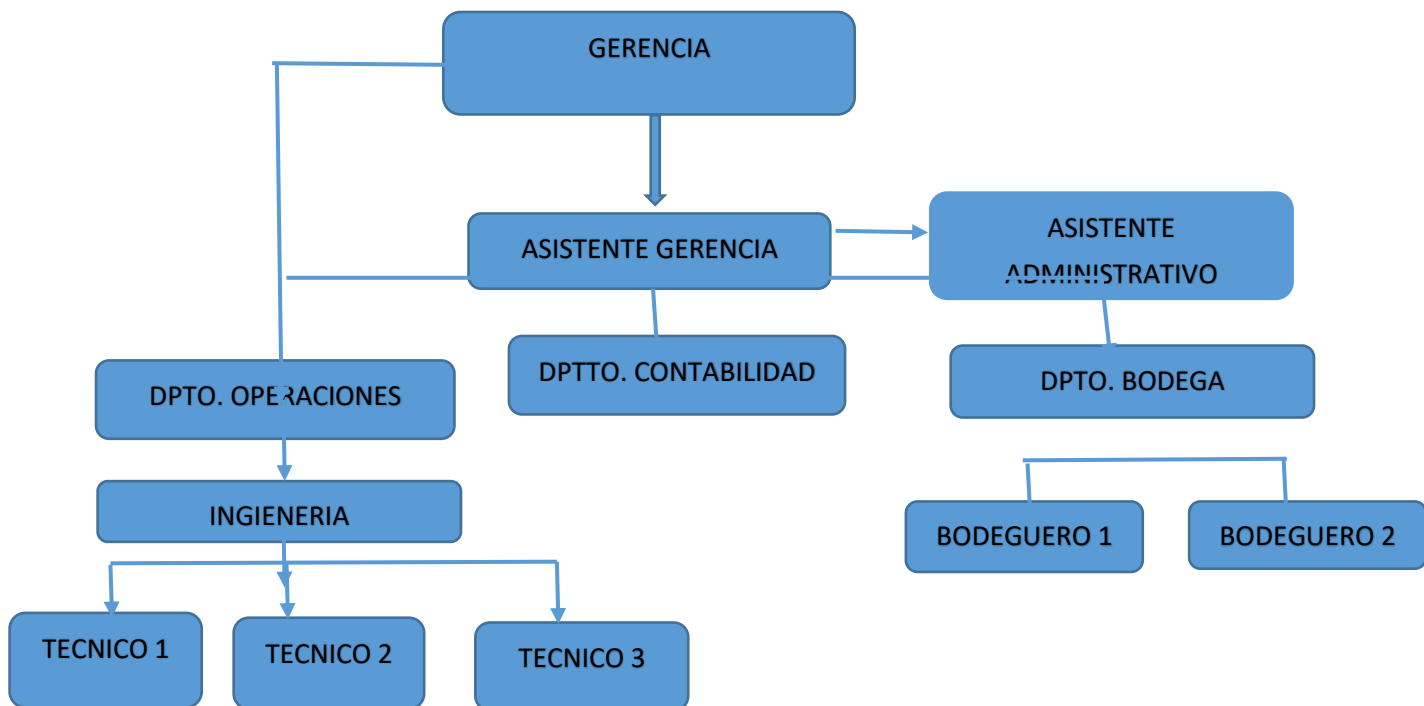 GERENCIA
ASISTENTE GERENCIA
ASISTENTE
ADMINISTRATIVO
DPTTO. CONTABILIDAD
DPTO. BODEGA
DPTO. OPERACIONES
INGIENERIA
BODEGUERO 1
BODEGUERO 2
TECNICO 1
TECNICO 2
TECNICO 3